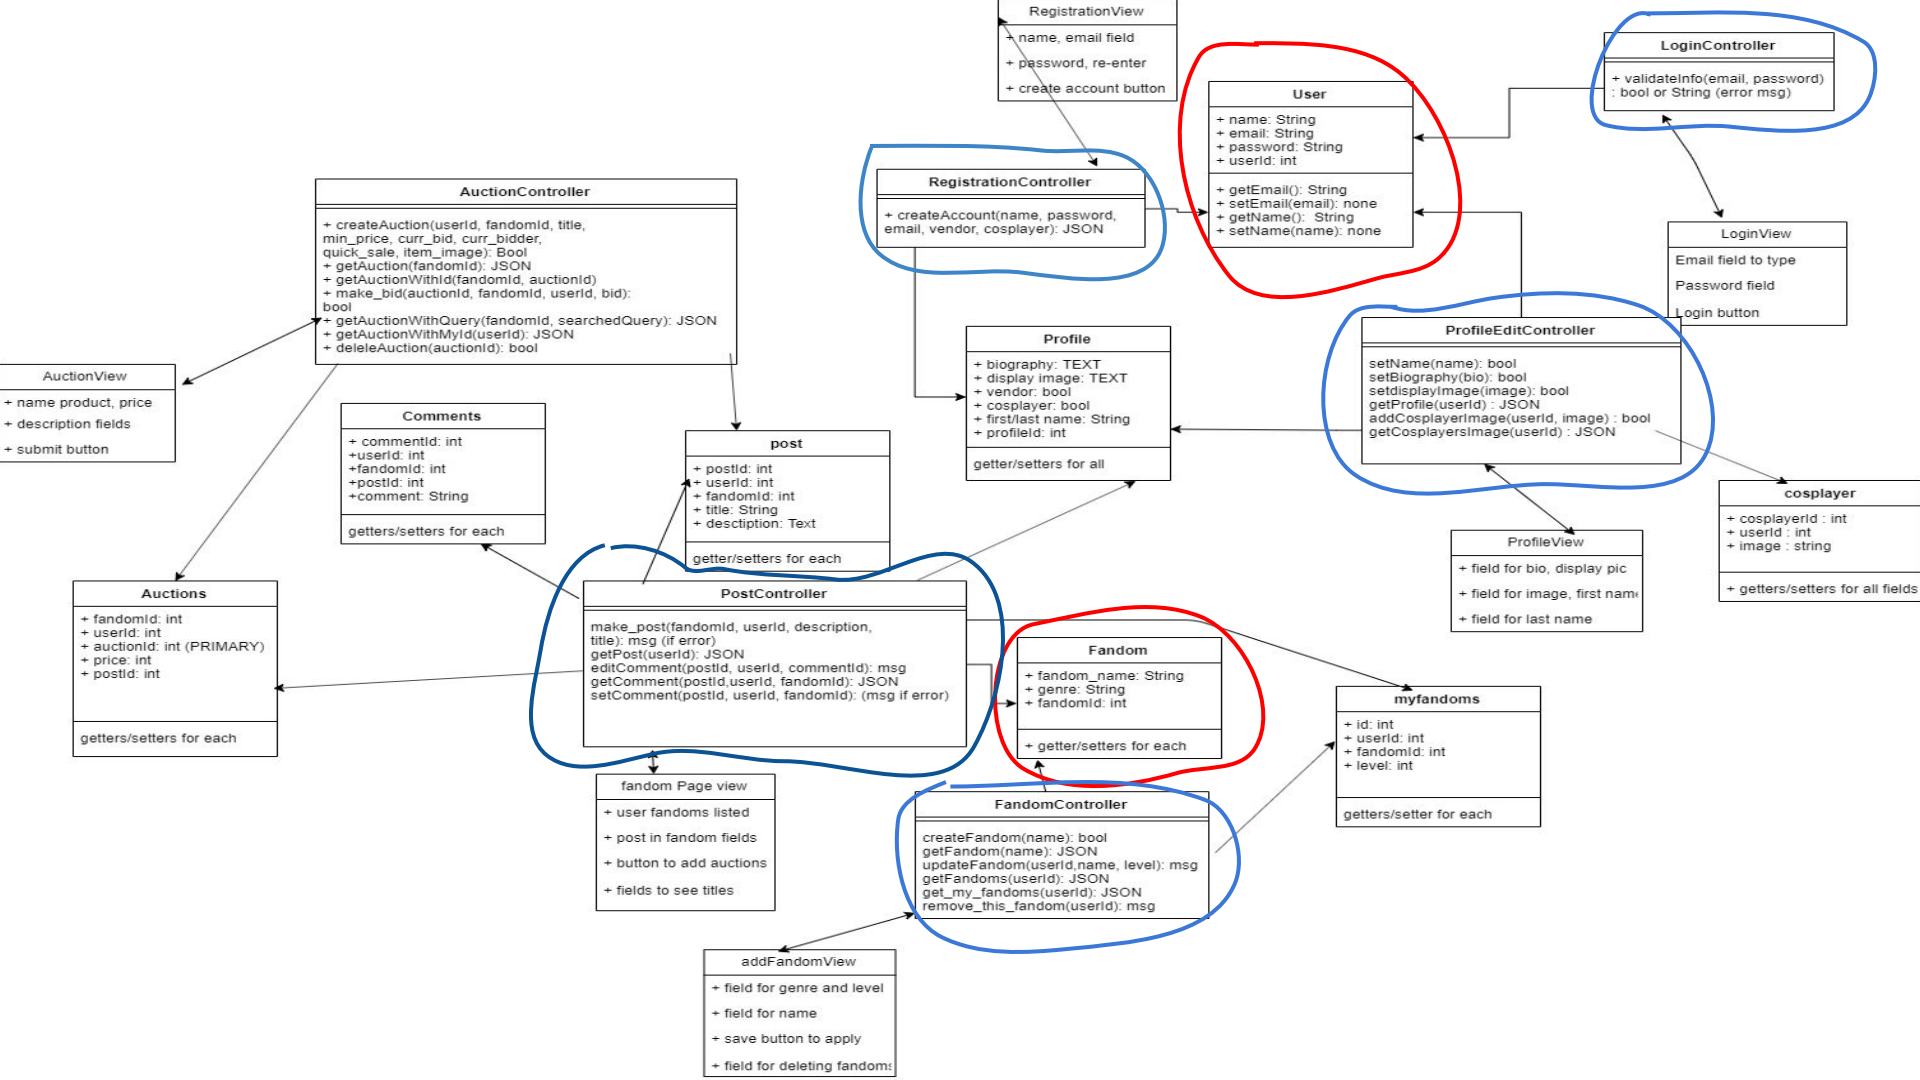 RegistrationView
+ name, email field
+ password, re-enter
+ create account button
LoginController
+ validateInfo(email, password)
: bool or String (error msg)
User
+ name: String
+ email: String
+ password: String
+ userId: int
+ getEmail(): String
+ setEmail(email): none
+ getName():  String
+ setName(name): none
RegistrationController
+ createAccount(name, password,
email, vendor, cosplayer): JSON
AuctionController
+ createAuction(userId, fandomId, title,
min_price, curr_bid, curr_bidder,
quick_sale, item_image): Bool
+ getAuction(fandomId): JSON
+ getAuctionWithId(fandomId, auctionId)
+ make_bid(auctionId, fandomId, userId, bid):
bool
+ getAuctionWithQuery(fandomId, searchedQuery): JSON
+ getAuctionWithMyId(userId): JSON
+ deleleAuction(auctionId): bool
LoginView
Email field to type
Password field
Login button
ProfileEditController
setName(name): bool
setBiography(bio): bool
setdisplayImage(image): bool
getProfile(userId) : JSON
addCosplayerImage(userId, image) : bool
getCosplayersImage(userId) : JSON
Profile
+ biography: TEXT
+ display image: TEXT
+ vendor: bool
+ cosplayer: bool
+ first/last name: String
+ profileId: int
getter/setters for all
AuctionView
+ name product, price
+ description fields
+ submit button
Comments
+ commentId: int
+userId: int
+fandomId: int
+postId: int
+comment: String
getters/setters for each
post
+ postId: int
+ userId: int
+ fandomId: int
+ title: String
+ desctiption: Text
getter/setters for each
cosplayer
+ cosplayerId : int
+ userId : int
+ image : string
+ getters/setters for all fields
ProfileView
+ field for bio, display pic
+ field for image, first name
+ field for last name
Auctions
+ fandomId: int
+ userId: int
+ auctionId: int (PRIMARY)
+ price: int
+ postId: int
getters/setters for each
PostController
make_post(fandomId, userId, description,
title): msg (if error)
getPost(userId): JSON
editComment(postId, userId, commentId): msg
getComment(postId,userId, fandomId): JSON
setComment(postId, userId, fandomId): (msg if error)
Fandom
+ fandom_name: String
+ genre: String
+ fandomId: int
+ getter/setters for each
myfandoms
+ id: int
+ userId: int
+ fandomId: int
+ level: int
getters/setter for each
fandom Page view
+ user fandoms listed
+ post in fandom fields
+ button to add auctions
+ fields to see titles
FandomController
createFandom(name): bool
getFandom(name): JSON
updateFandom(userId,name, level): msg
getFandoms(userId): JSON
get_my_fandoms(userId): JSON
remove_this_fandom(userId): msg
addFandomView
+ field for genre and level
+ field for name
+ save button to apply
+ field for deleting fandoms